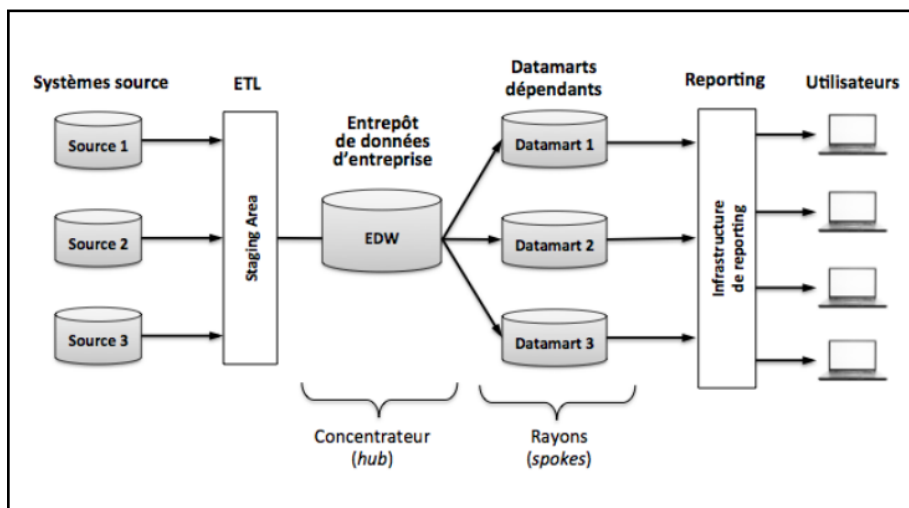 Systèmes source
ETL
Entrepôt
de données
d'entreprise
Datamarts
dépendants
Reporting
Utilisateurs
Source 1
Source 2
Source 3
Staging Area
EDW
Datamart 1
Datamart 2
Datamart 3
Infrastructure
de reporting
Concentrateur
(hub)
Rayons
(spokes)